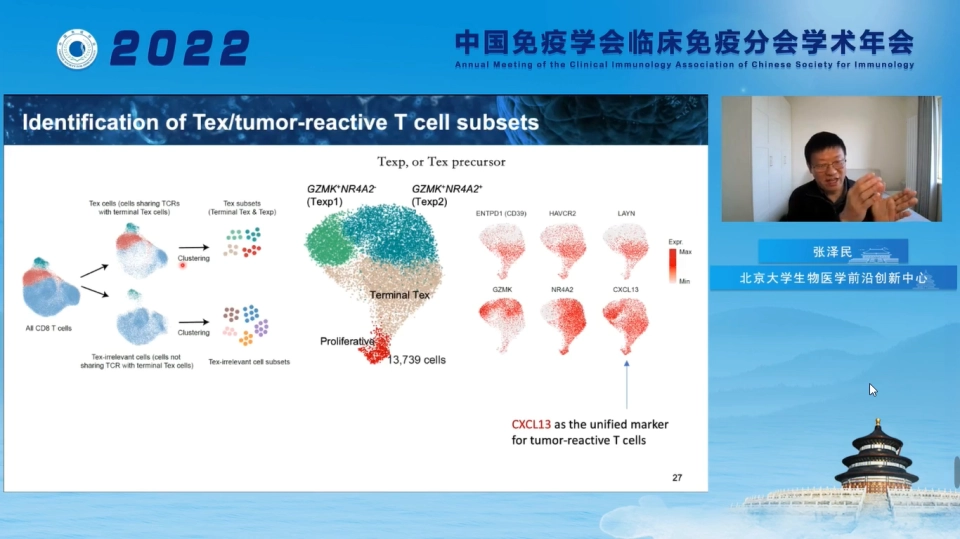 2022
中国免疫学会临床免疫分会学术年会
Annual Meeting of the Clinical Immunology Association of Chinese Society for Immunology
Identification of Tex/tumor-reactive T cell subsets
Texp, or Tex precursor
Tex cells (cells sharing TCRs
with terminal Tex cells)
Tex subsets
(Terminal Tex & Texp)
Clustering
All CD8 T cells
Clustering
Tex-irrelevant cells (cells not
sharing TCR with terminal Tex cells)
Tex-irrelevant cell subsets
GZMK⁺NR4A2⁻
(Texp1)
GZMK⁺NR4A2⁺
(Texp2)
Terminal Tex
Proliferative
13,739 cells
ENTPD1 (CD39)
HAVCR2
LAYN
GZMK
NR4A2
CXCL13
Expr.
Max
Min
CXCL13 as the unified marker
for tumor-reactive T cells
27
张泽民
北京大学生物医学前沿创新中心